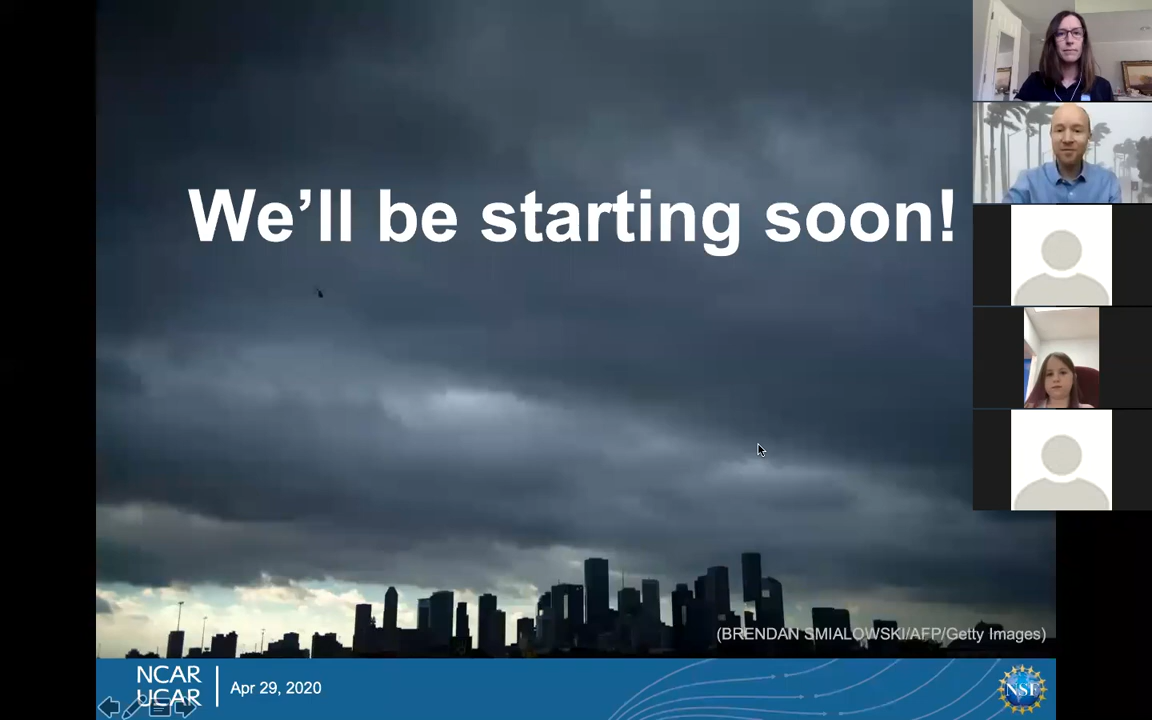 We'll be starting soon!
(BRENDAN SMIALOWSKI/AFP/Getty Images)
NCAR
UCAR
Apr 29, 2020
NSF